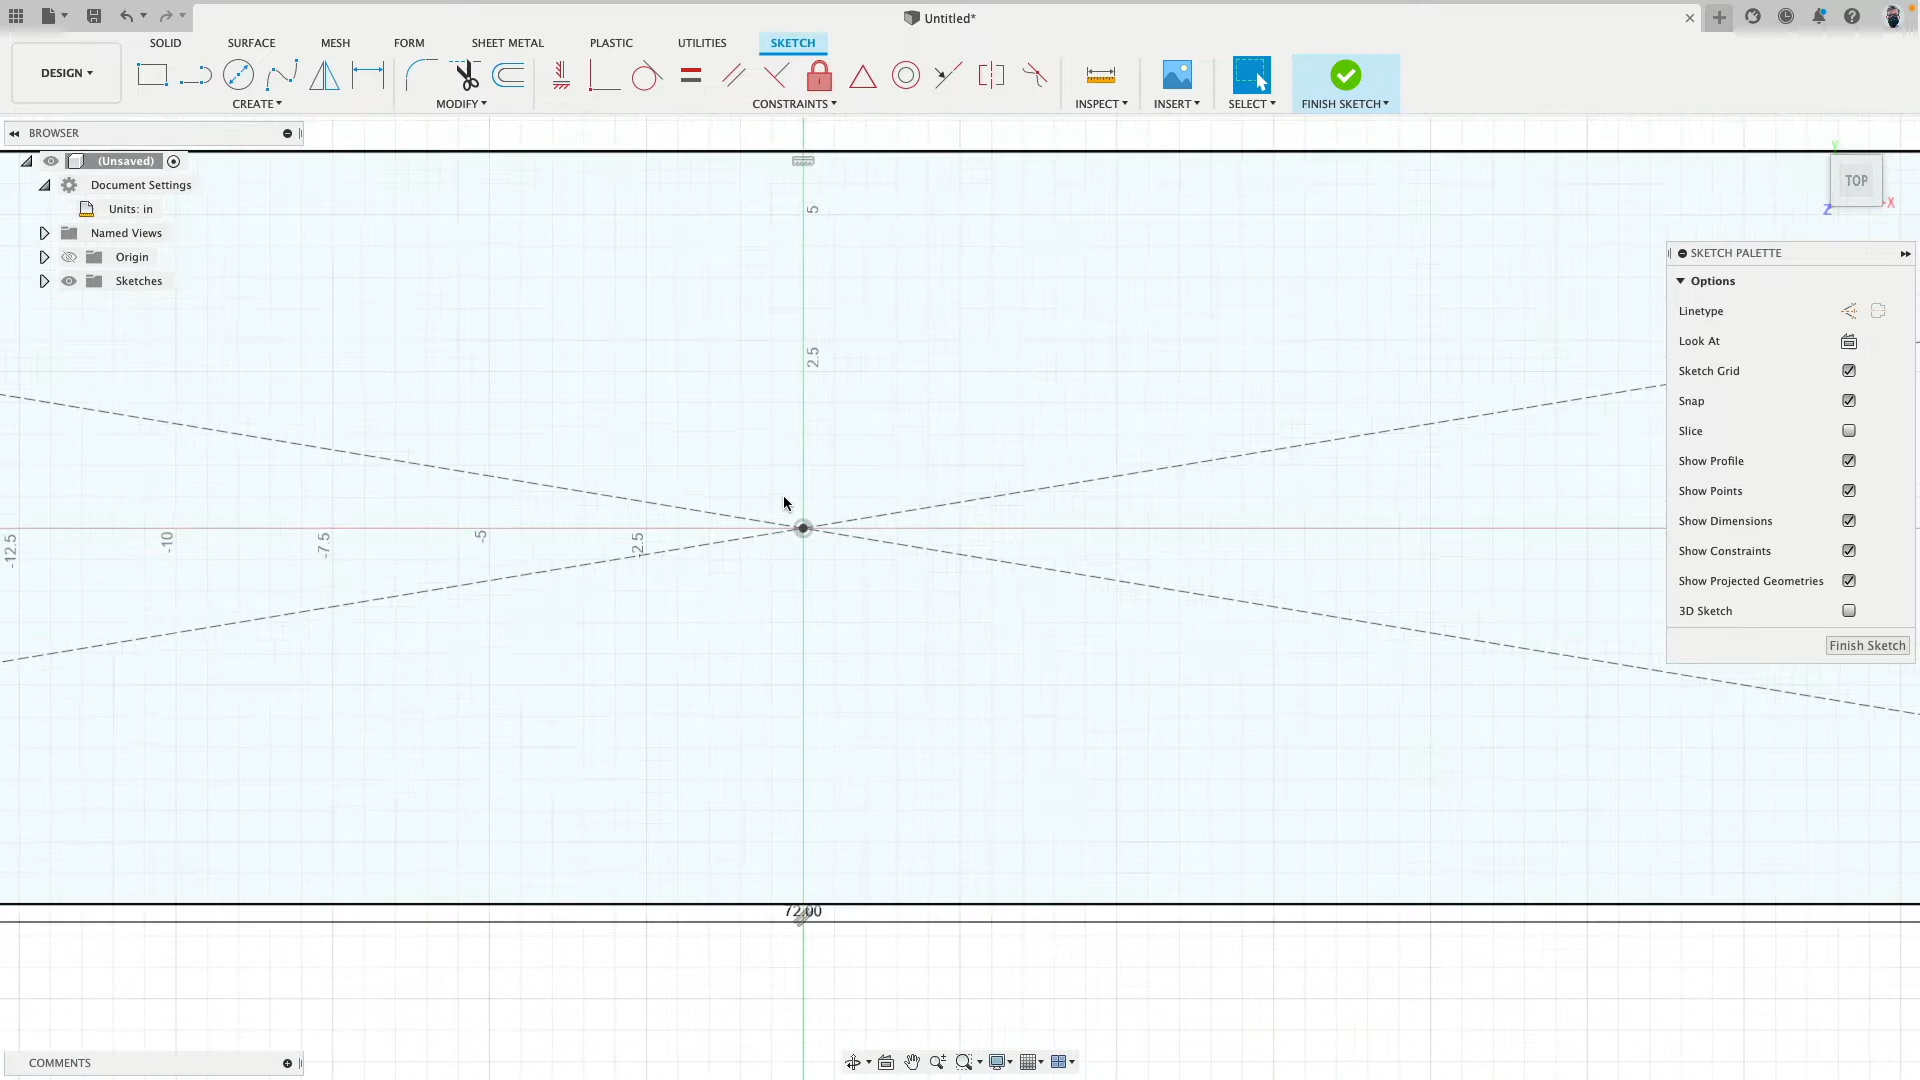 Untitled*
SOLID SURFACE MESH FORM SHEET METAL PLASTIC UTILITIES SKETCH
DESIGN
CREATE MODIFY CONSTRAINTS INSPECT INSERT SELECT FINISH SKETCH
BROWSER
(Unsaved)
Document Settings
Units: in
Named Views
Origin
Sketches
5
2.5
-12.5
-10
-7.5
-5
-2.5
72.00
Y
TOP
Z
X
SKETCH PALETTE
Options
Linetype
Look At
Sketch Grid
Snap
Slice
Show Profile
Show Points
Show Dimensions
Show Constraints
Show Projected Geometries
3D Sketch
Finish Sketch
COMMENTS